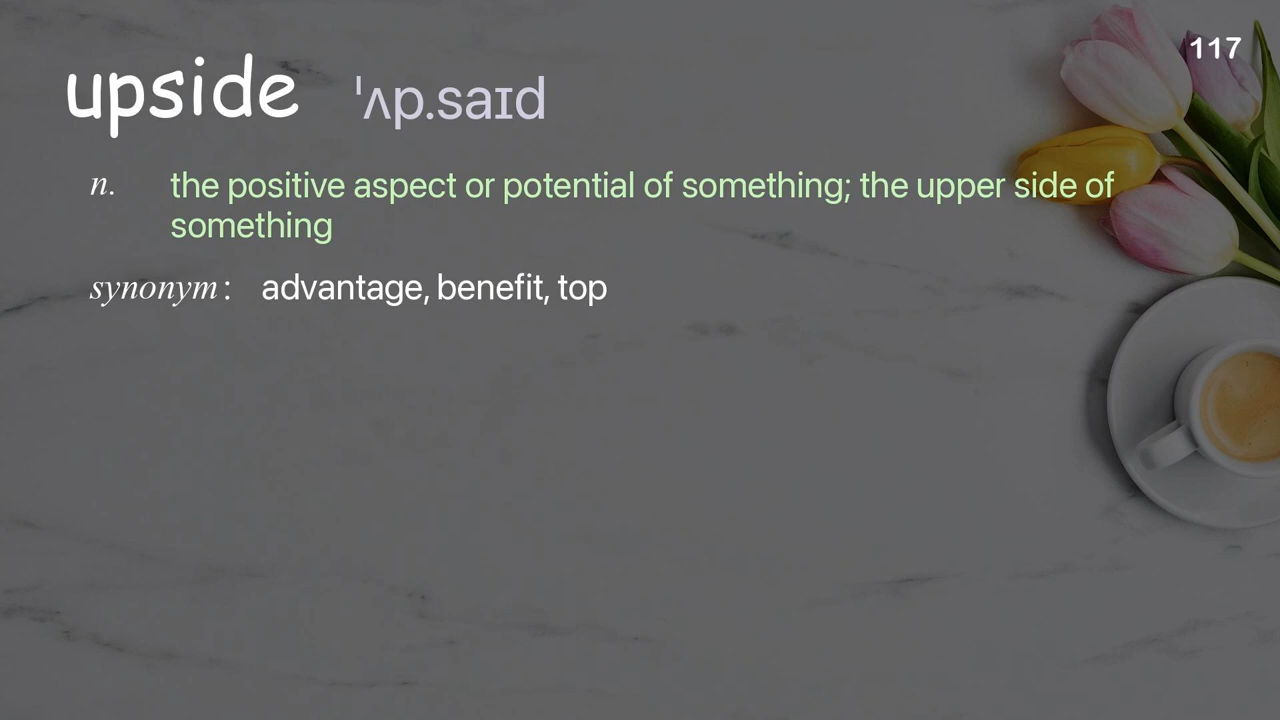 117
upside ˈʌp.saɪd
n. the positive aspect or potential of something; the upper side of
something
synonym: advantage, benefit, top